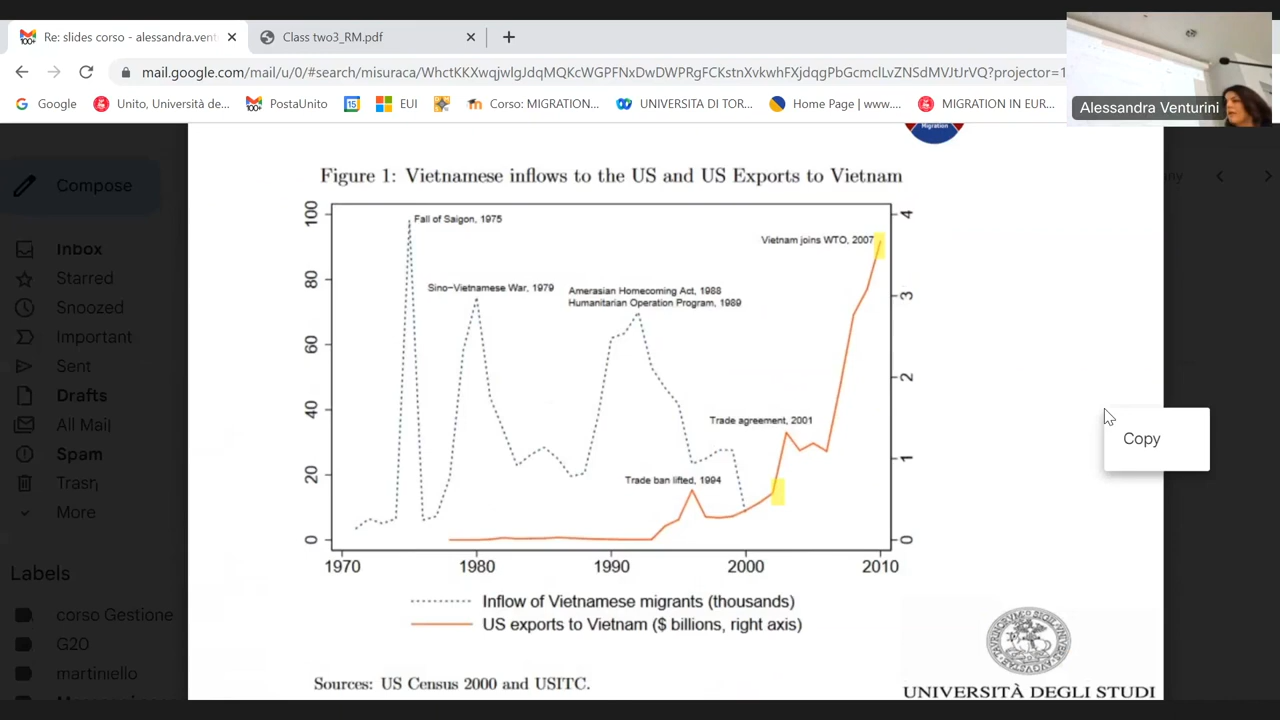 Re: slides corso - alessandra.vent
Class two3_RM.pdf
mail.google.com/mail/u/0/#search/misuraca/WhctKKXwqjwlgJdqMQKcWGPFNxDwDWPRgFCKstnXvkwhFXjdqgPbGcmclLvZNSdMVJtJrVQ?projector=1
Google
Unito, Università de...
PostaUnito
EUI
Corso: MIGRATION...
UNIVERSITA DI TOR...
Home Page | www....
MIGRATION IN EUR...
Alessandra Venturini
Compose
Inbox
Starred
Snoozed
Important
Sent
Drafts
All Mail
Spam
Trash
More
Labels
corso Gestione
G20
martiniello
Migration
Figure 1: Vietnamese inflows to the US and US Exports to Vietnam
100
80
60
40
20
0
4
3
2
1
0
Fall of Saigon, 1975
Vietnam joins WTO, 2007
Sino-Vietnamese War, 1979
Amerasian Homecoming Act, 1988
Humanitarian Operation Program, 1989
Trade agreement, 2001
Trade ban lifted, 1994
1970
1980
1990
2000
2010
Inflow of Vietnamese migrants (thousands)
US exports to Vietnam ($ billions, right axis)
Sources: US Census 2000 and USITC.
UNIVERSITÀ DEGLI STUDI
Copy